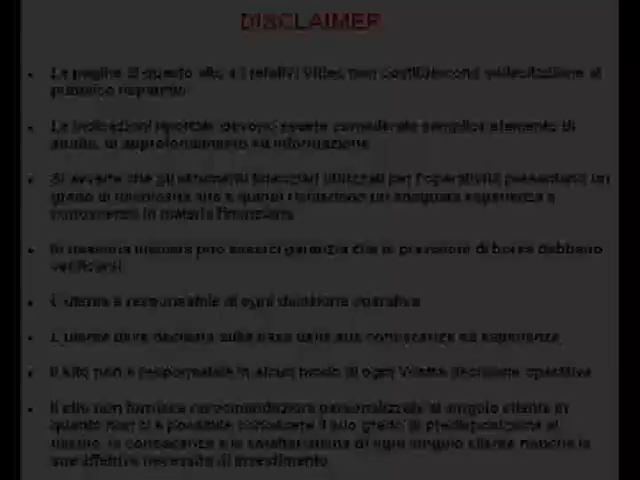 DISCLAIMER
Le pagine di questo sito e i relativi Video non costituiscono sollecitazione al
pubblico risparmio
Le indicazioni riportate devono essere considerate semplice elemento di
studio, di approfondimento ed informazione
Si avverte che gli strumenti finanziari utilizzati per l'operatività presentano un
grado di rischiosità alto e quindi richiedono un adeguata esperienza e
conoscenza in materia finanziaria
In nessuna maniera può esserci garanzia che le previsioni di borsa debbano
verificarsi
L'utente è responsabile di ogni decisione operativa
L'utente deve decidere sulla base delle sue conoscenze ed esperienze
Il sito non è responsabile in alcun modo di ogni Vostra decisione operativa
Il sito non fornisce raccomandazioni personalizzate al singolo cliente in
quanto non ci è possibile conoscere il suo grado di predisposizione al
rischio, la conoscenza e le caratteristiche di ogni singolo cliente nonché le
sue effettive necessità di investimento